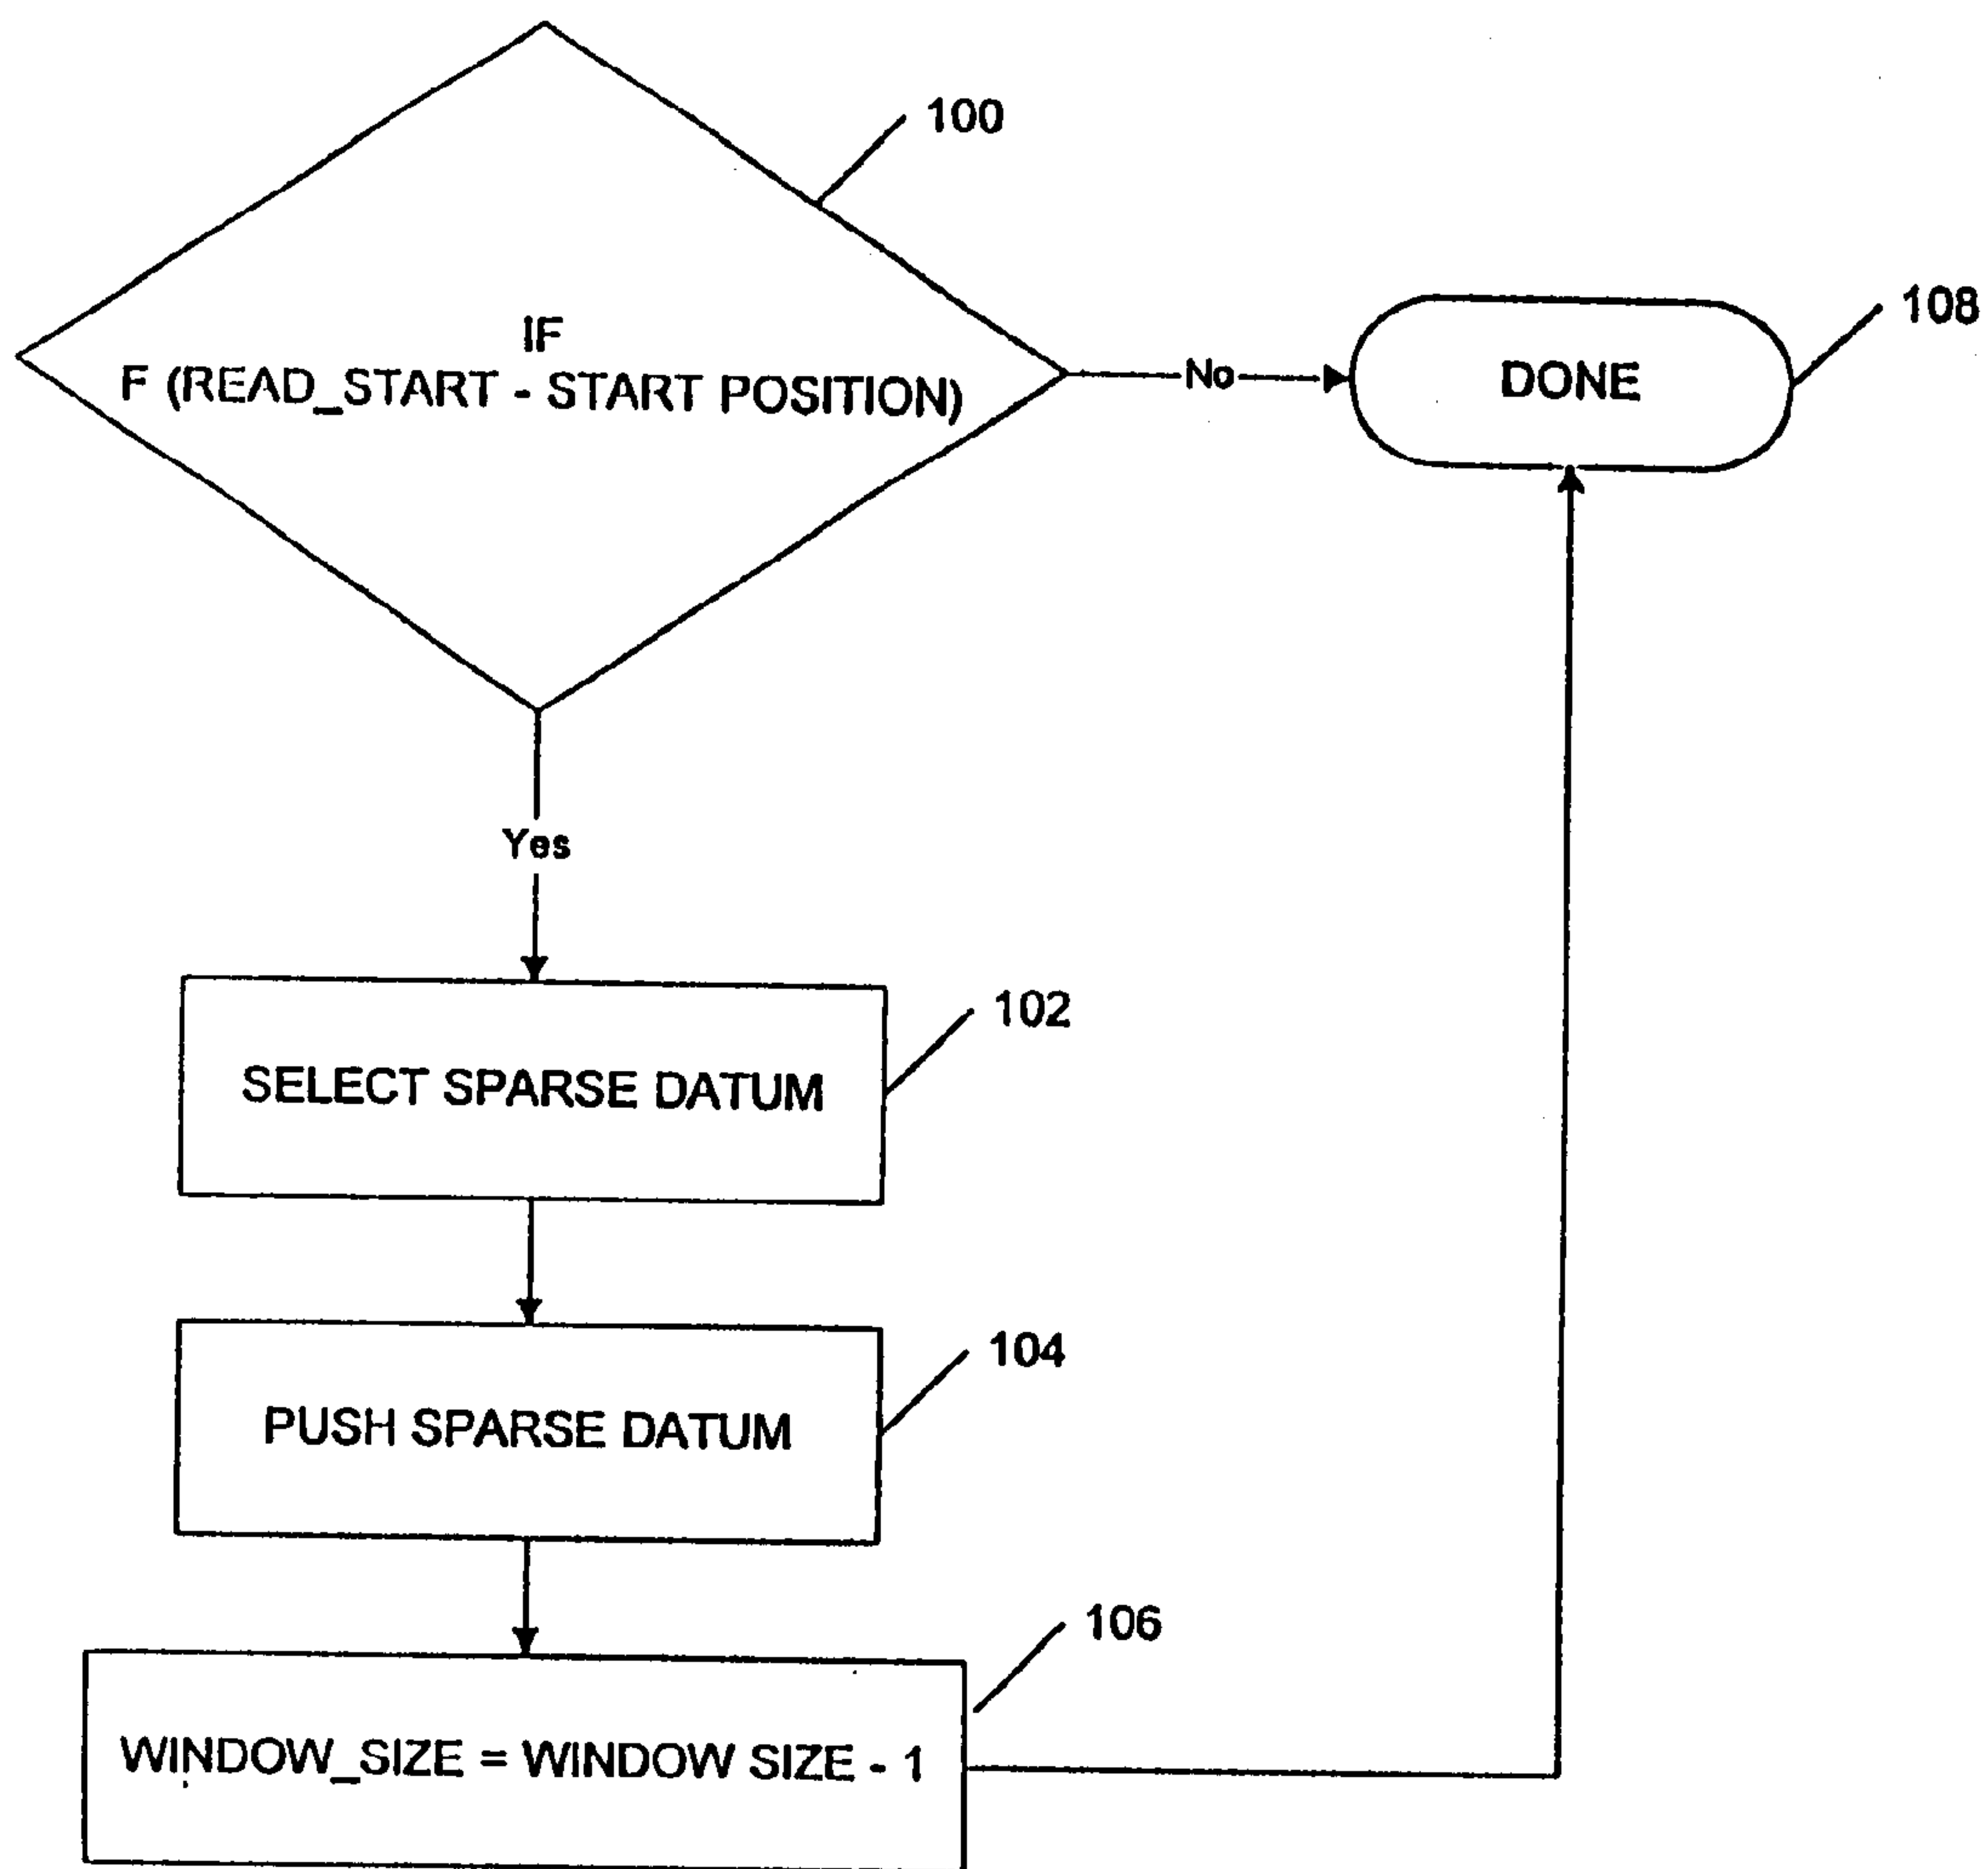 100
IF
F (READ_START - START POSITION)
No
DONE
108
Yes
102
SELECT SPARSE DATUM
104
PUSH SPARSE DATUM
106
WINDOW_SIZE = WINDOW SIZE - 1